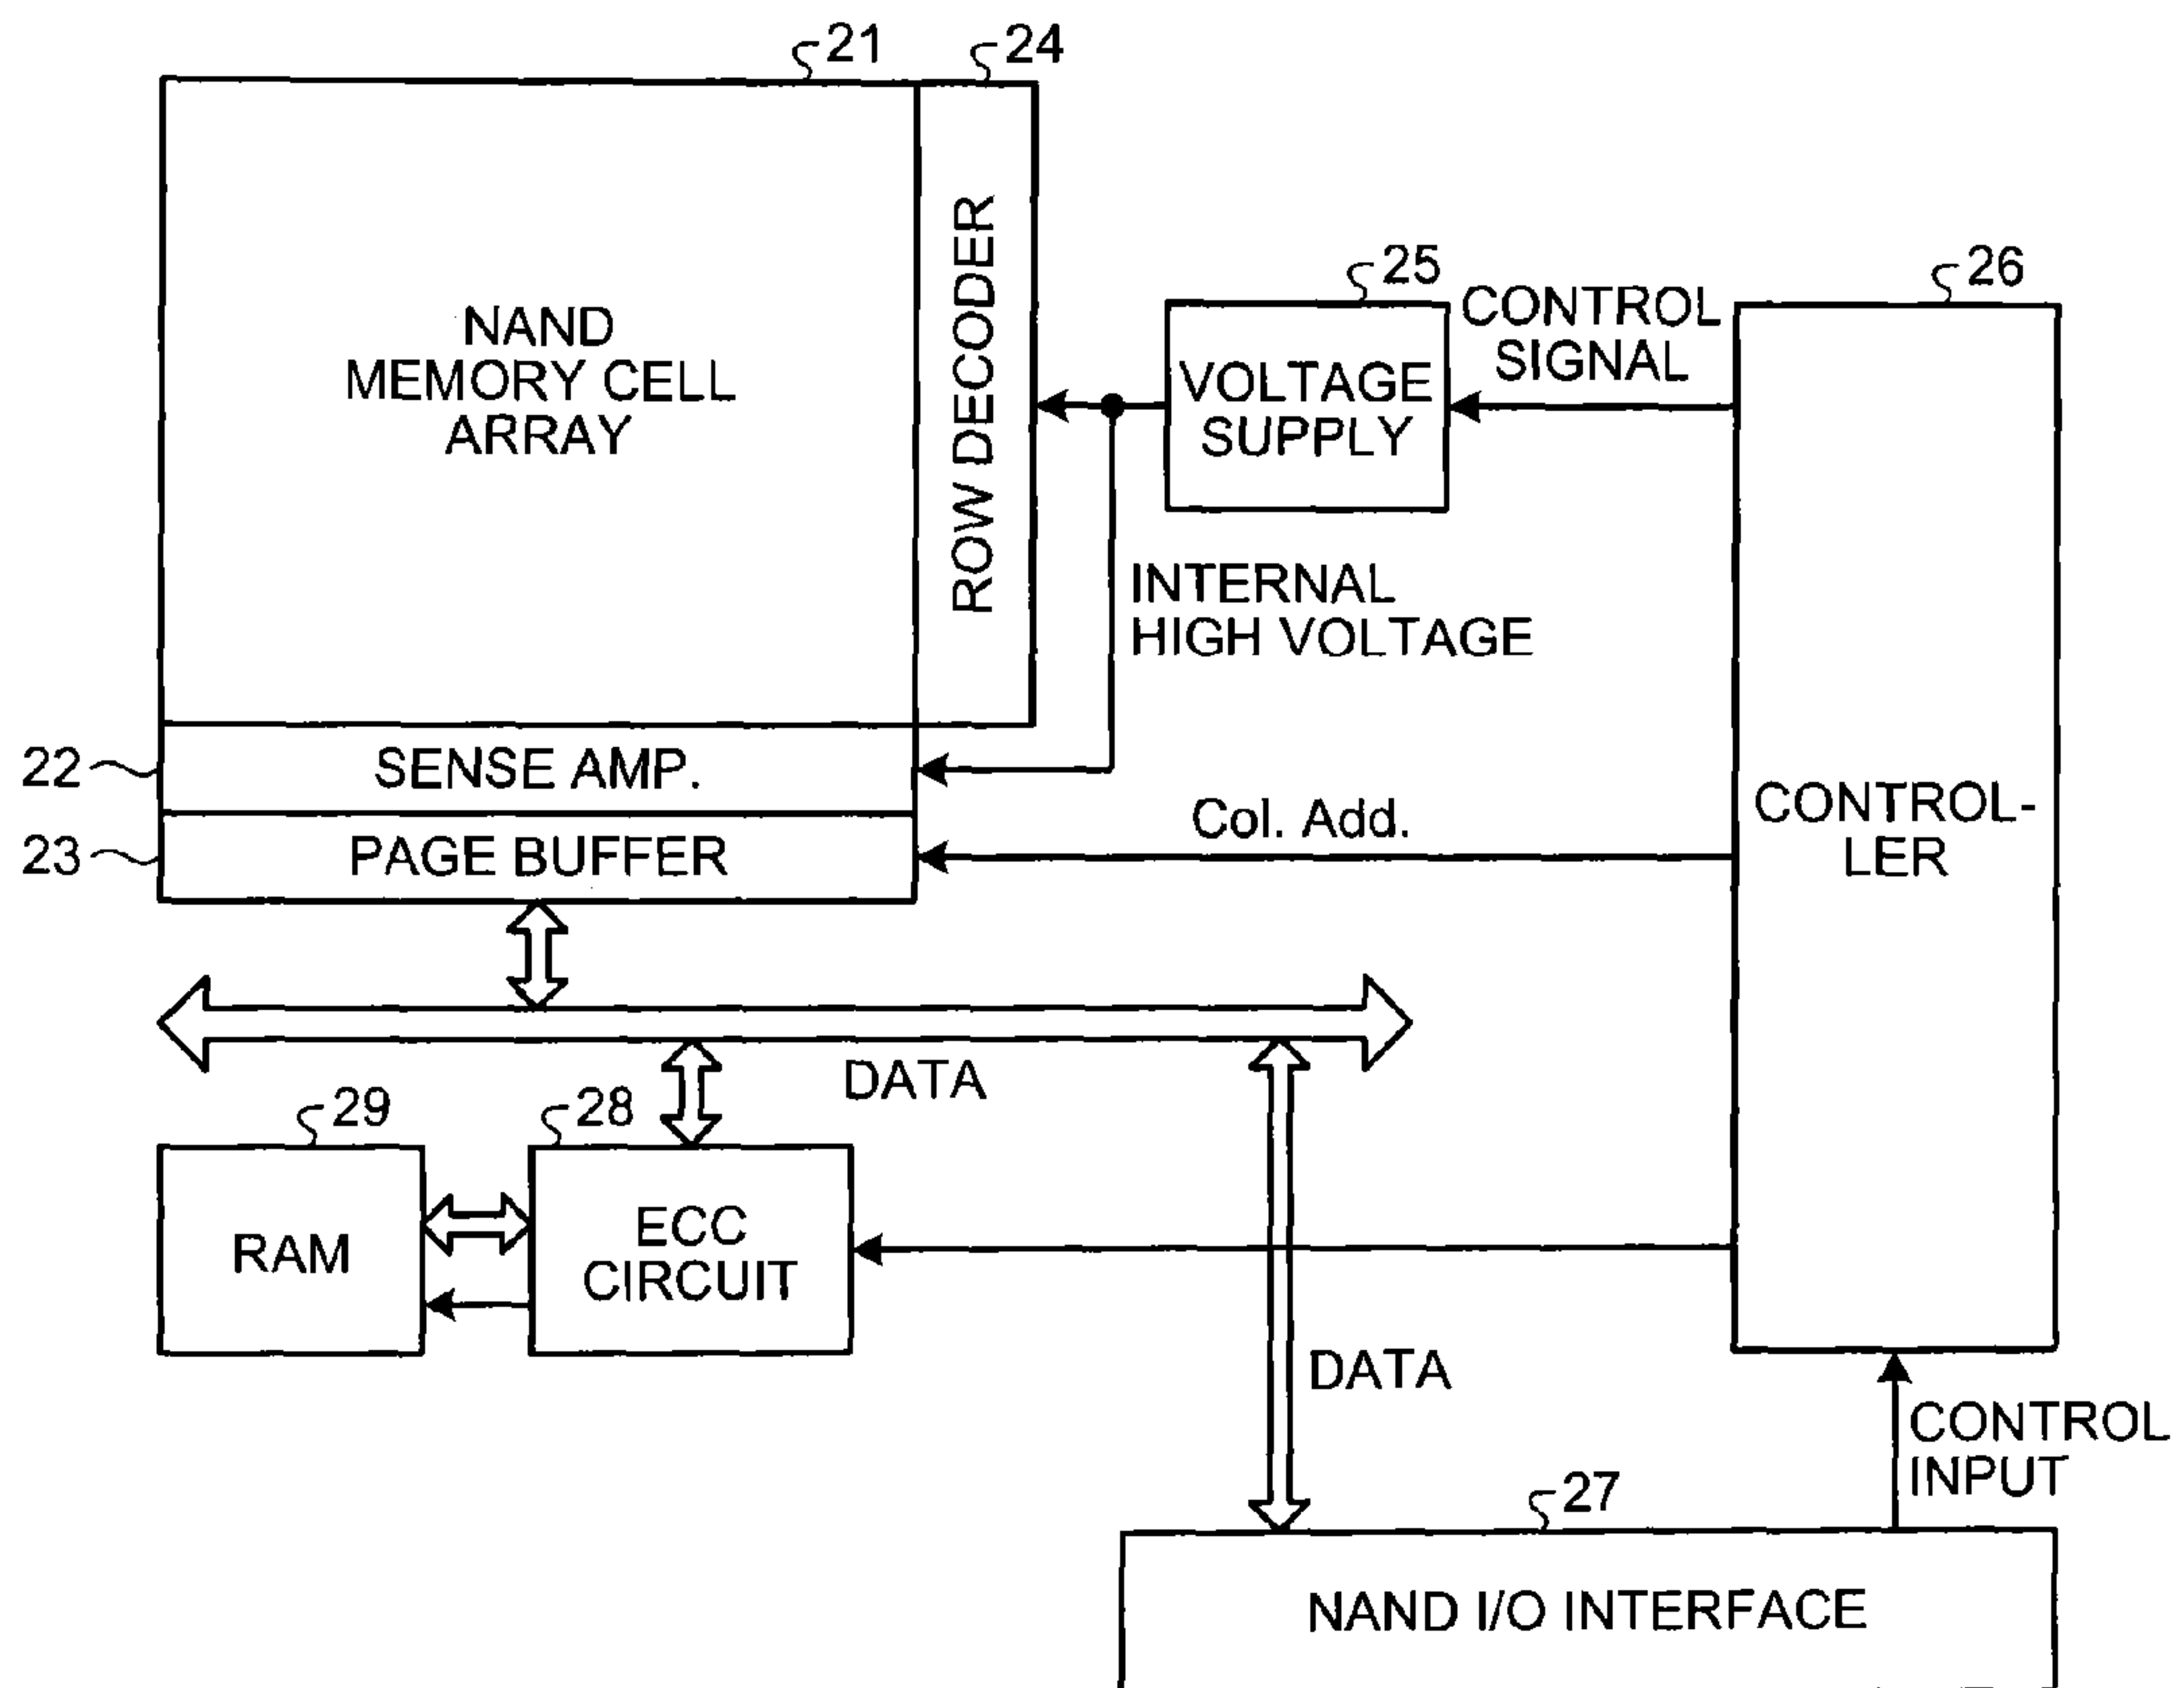 21
24
NAND
MEMORY CELL
ARRAY
ROW DECODER
25
VOLTAGE
SUPPLY
CONTROL
SIGNAL
26
INTERNAL
HIGH VOLTAGE
22
SENSE AMP.
Col. Add.
CONTROL-
LER
23
PAGE BUFFER
DATA
29
28
RAM
ECC
CIRCUIT
DATA
CONTROL
INPUT
27
NAND I/O INTERFACE